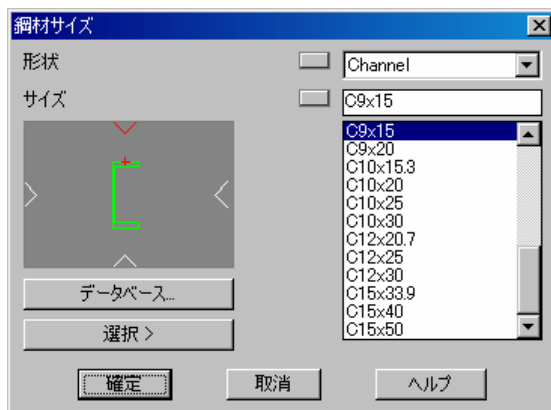 鋼材サイズ
形状
Channel
サイズ
C9x15
C9x15
C9x20
C10x15.3
C10x20
C10x25
C10x30
C12x20.7
C12x25
C12x30
C15x33.9
C15x40
C15x50
データベース...
選択 >
確定
取消
ヘルプ